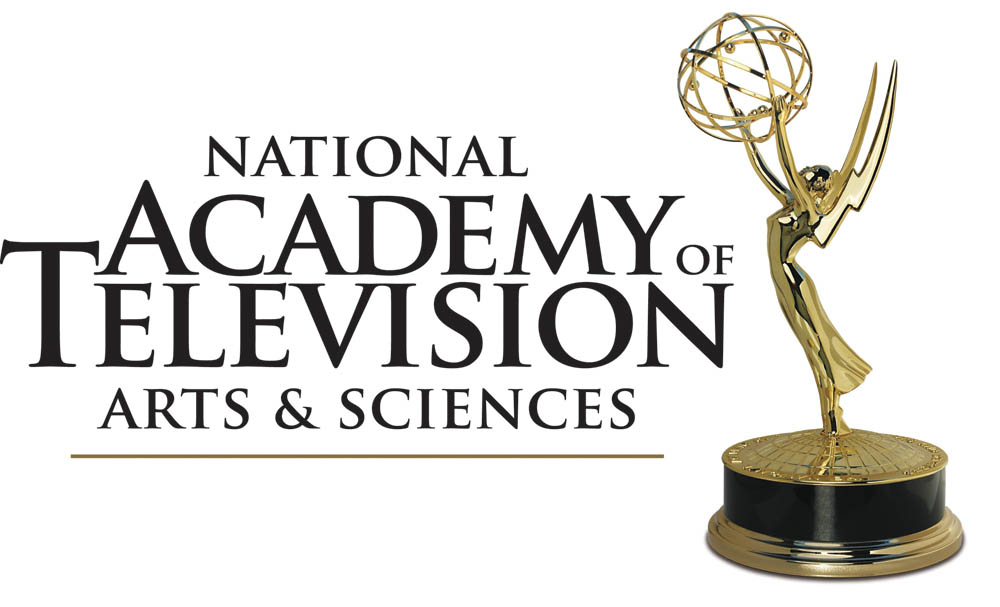 NATIONAL
ACADEMY OF
TELEVISION
ARTS & SCIENCES